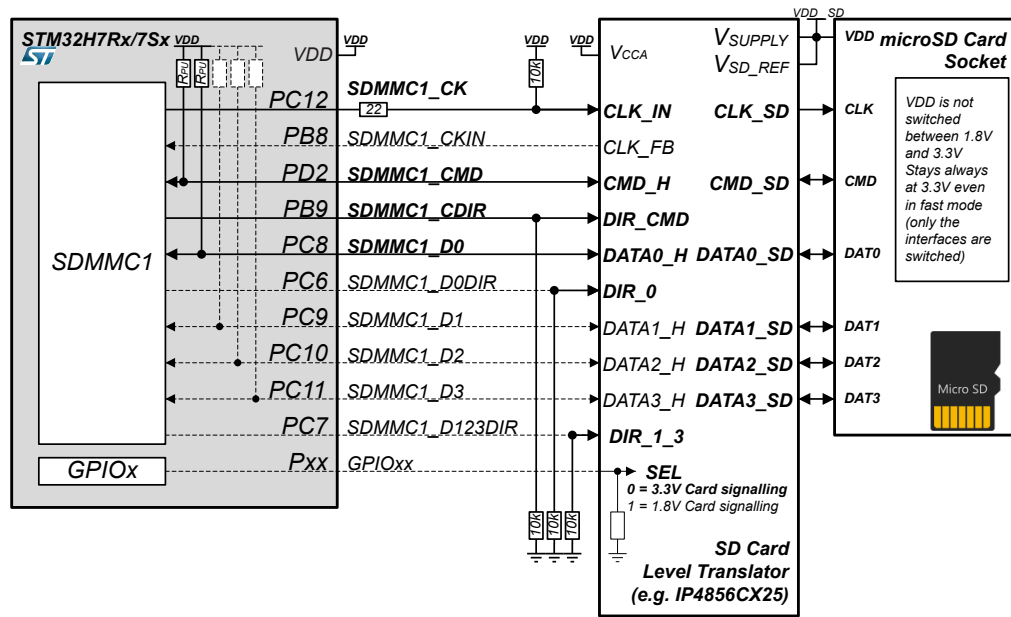 STM32H7Rx/7Sx
ST
VDD
VDD
VDD
RPU
RPU
SDMMC1
GPIOx
PC12
PB8
PD2
PB9
PC8
PC6
PC9
PC10
PC11
PC7
Pxx
SDMMC1_CK
22
SDMMC1_CKIN
SDMMC1_CMD
SDMMC1_CDIR
SDMMC1_D0
SDMMC1_D0DIR
SDMMC1_D1
SDMMC1_D2
SDMMC1_D3
SDMMC1_D123DIR
GPIOxx
VDD
10k
VDD
10k
10k
10k
VCCA
CLK_IN
CLK_FB
CMD_H
DIR_CMD
DATA0_H
DIR_0
DATA1_H
DATA2_H
DATA3_H
DIR_1_3
SEL
0 = 3.3V Card signalling
1 = 1.8V Card signalling
VSUPPLY
VSD_REF
CLK_SD
CMD_SD
DATA0_SD
DATA1_SD
DATA2_SD
DATA3_SD
SD Card
Level Translator
(e.g. IP4856CX25)
VDD_SD
VDD
CLK
CMD
DAT0
DAT1
DAT2
DAT3
microSD Card
Socket
VDD is not
switched
between 1.8V
and 3.3V
Stays always
at 3.3V even
in fast mode
(only the
interfaces are
switched)
Micro SD